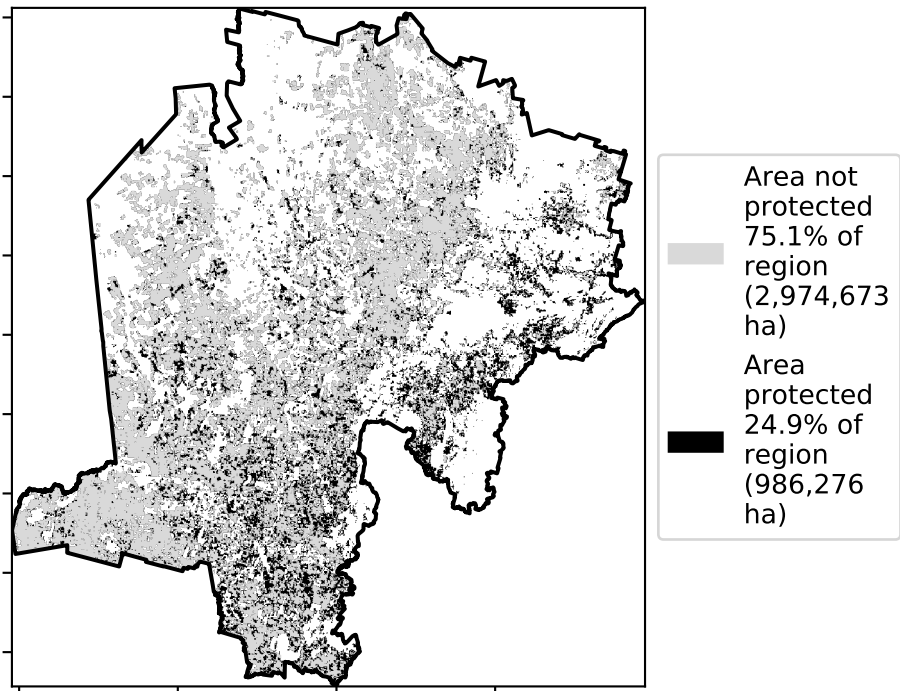 Area not
protected
75.1% of
region
(2,974,673
ha)
Area
protected
24.9% of
region
(986,276
ha)